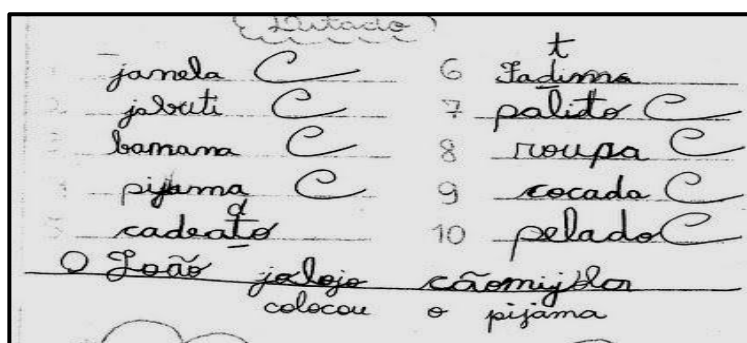 Ditado
janela C
jabuti C
banana C
pijama C
d
cadeato
t
6 Fadima
7 palito C
8 roupa C
9 cocada C
10 pelado C
O João jalojo
colocou o pijama